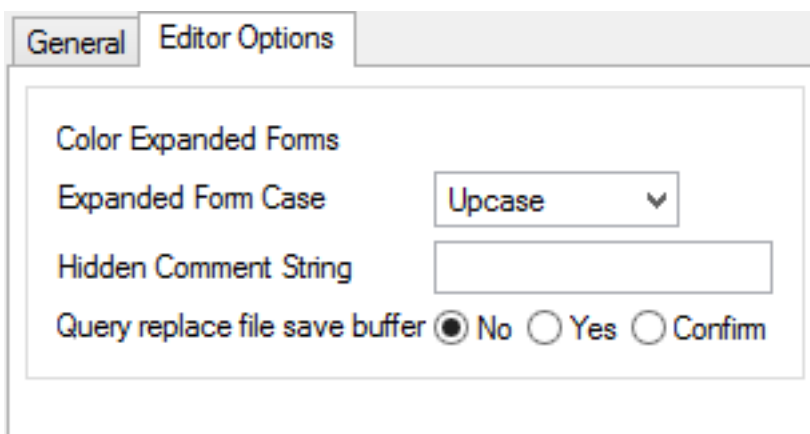 General Editor Options
Color Expanded Forms
Expanded Form Case Upcase
Hidden Comment String
Query replace file save buffer No Yes Confirm